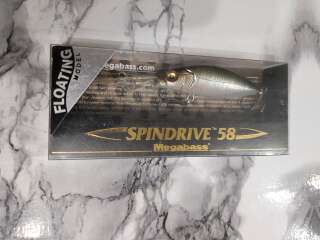 FLOATING
MODEL
Megabass.com
SPINDRIVE 58
Megabass